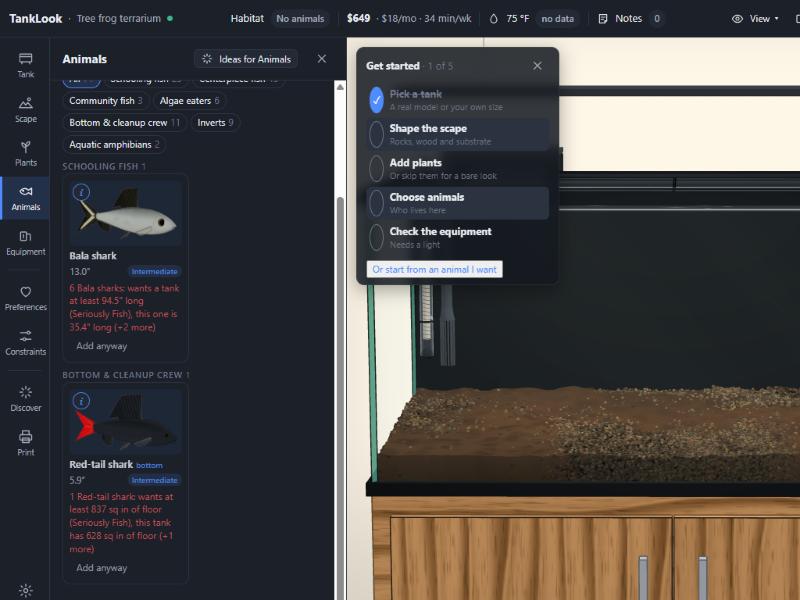 TankLook · Tree frog terrarium
Habitat No animals
$649 · $18/mo · 34 min/wk
75 °F no data
Notes 0
View
Tank
Scape
Plants
Animals
Equipment
Preferences
Constraints
Discover
Print
Animals
Ideas for Animals
Community fish 3
Algae eaters 6
Bottom & cleanup crew 11
Inverts 9
Aquatic amphibians 2
SCHOOLING FISH 1
Bala shark
13.0"
Intermediate
6 Bala sharks: wants a tank
at least 94.5" long
(Seriously Fish), this one is
35.4" long (+2 more)
Add anyway
BOTTOM & CLEANUP CREW 1
Red-tail shark bottom
5.9"
Intermediate
1 Red-tail shark: wants at
least 837 sq in of floor
(Seriously Fish), this tank
has 628 sq in of floor (+1
more)
Add anyway
Get started · 1 of 5
Pick a tank
A real model or your own size
Shape the scape
Rocks, wood and substrate
Add plants
Or skip them for a bare look
Choose animals
Who lives here
Check the equipment
Needs a light
Or start from an animal I want